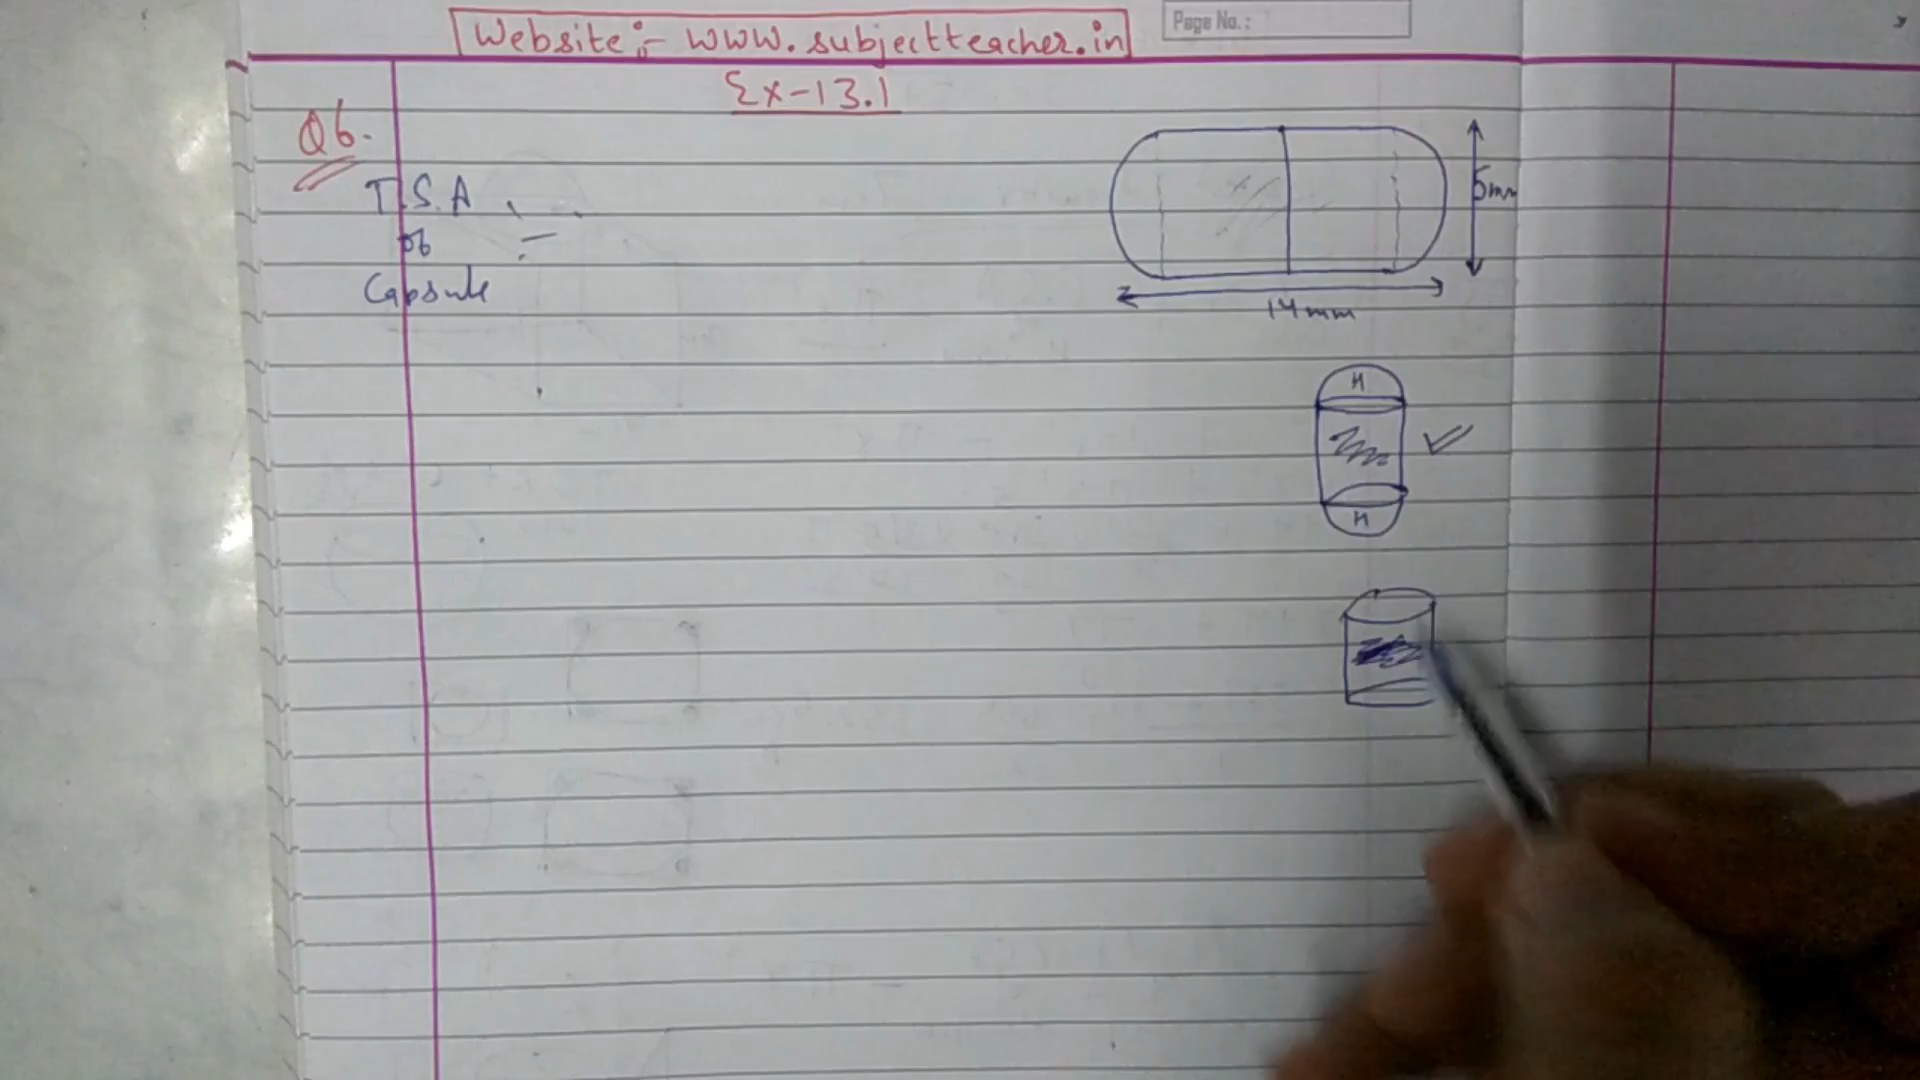 Website :- www.subjectteacher.in
Page No.:
Ex-13.1
Q6.
T.S.A
of
Capsule
=
5mm
14mm
H
H